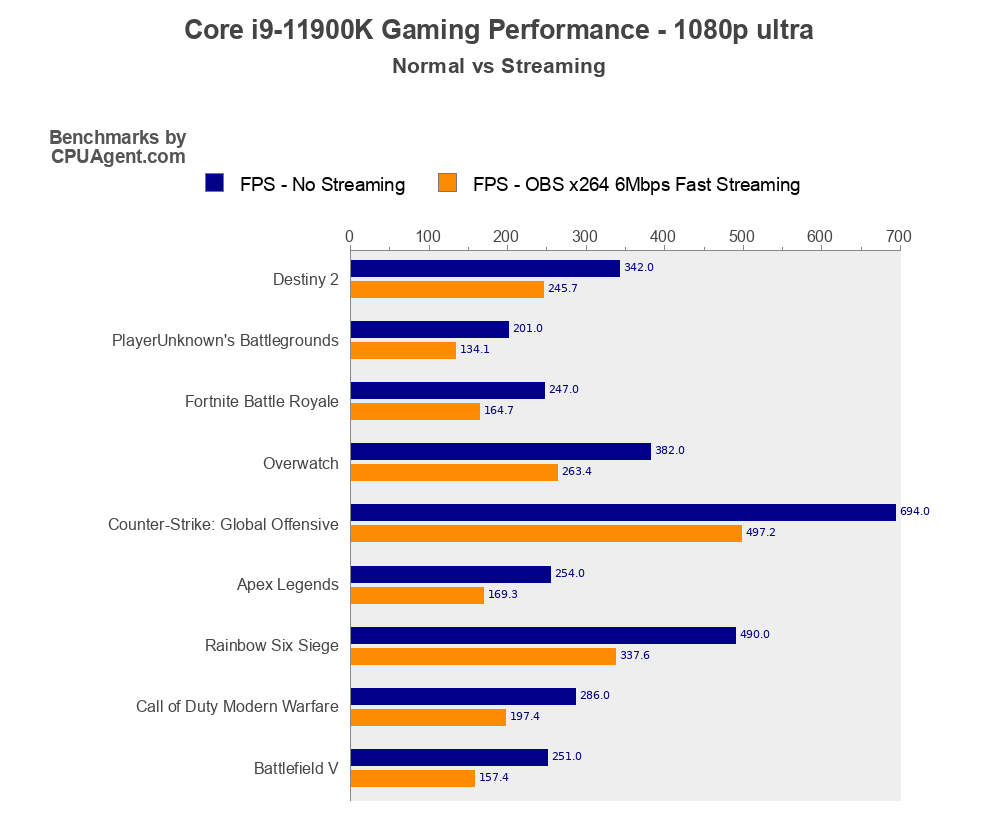 Core i9-11900K Gaming Performance - 1080p ultra
Normal vs Streaming
Benchmarks by
CPUAgent.com
FPS - No Streaming FPS - OBS x264 6Mbps Fast Streaming
0 100 200 300 400 500 600 700
Destiny 2 342.0
245.7
PlayerUnknown's Battlegrounds 201.0
134.1
Fortnite Battle Royale 247.0
164.7
Overwatch 382.0
263.4
Counter-Strike: Global Offensive 694.0
497.2
Apex Legends 254.0
169.3
Rainbow Six Siege 490.0
337.6
Call of Duty Modern Warfare 286.0
197.4
Battlefield V 251.0
157.4